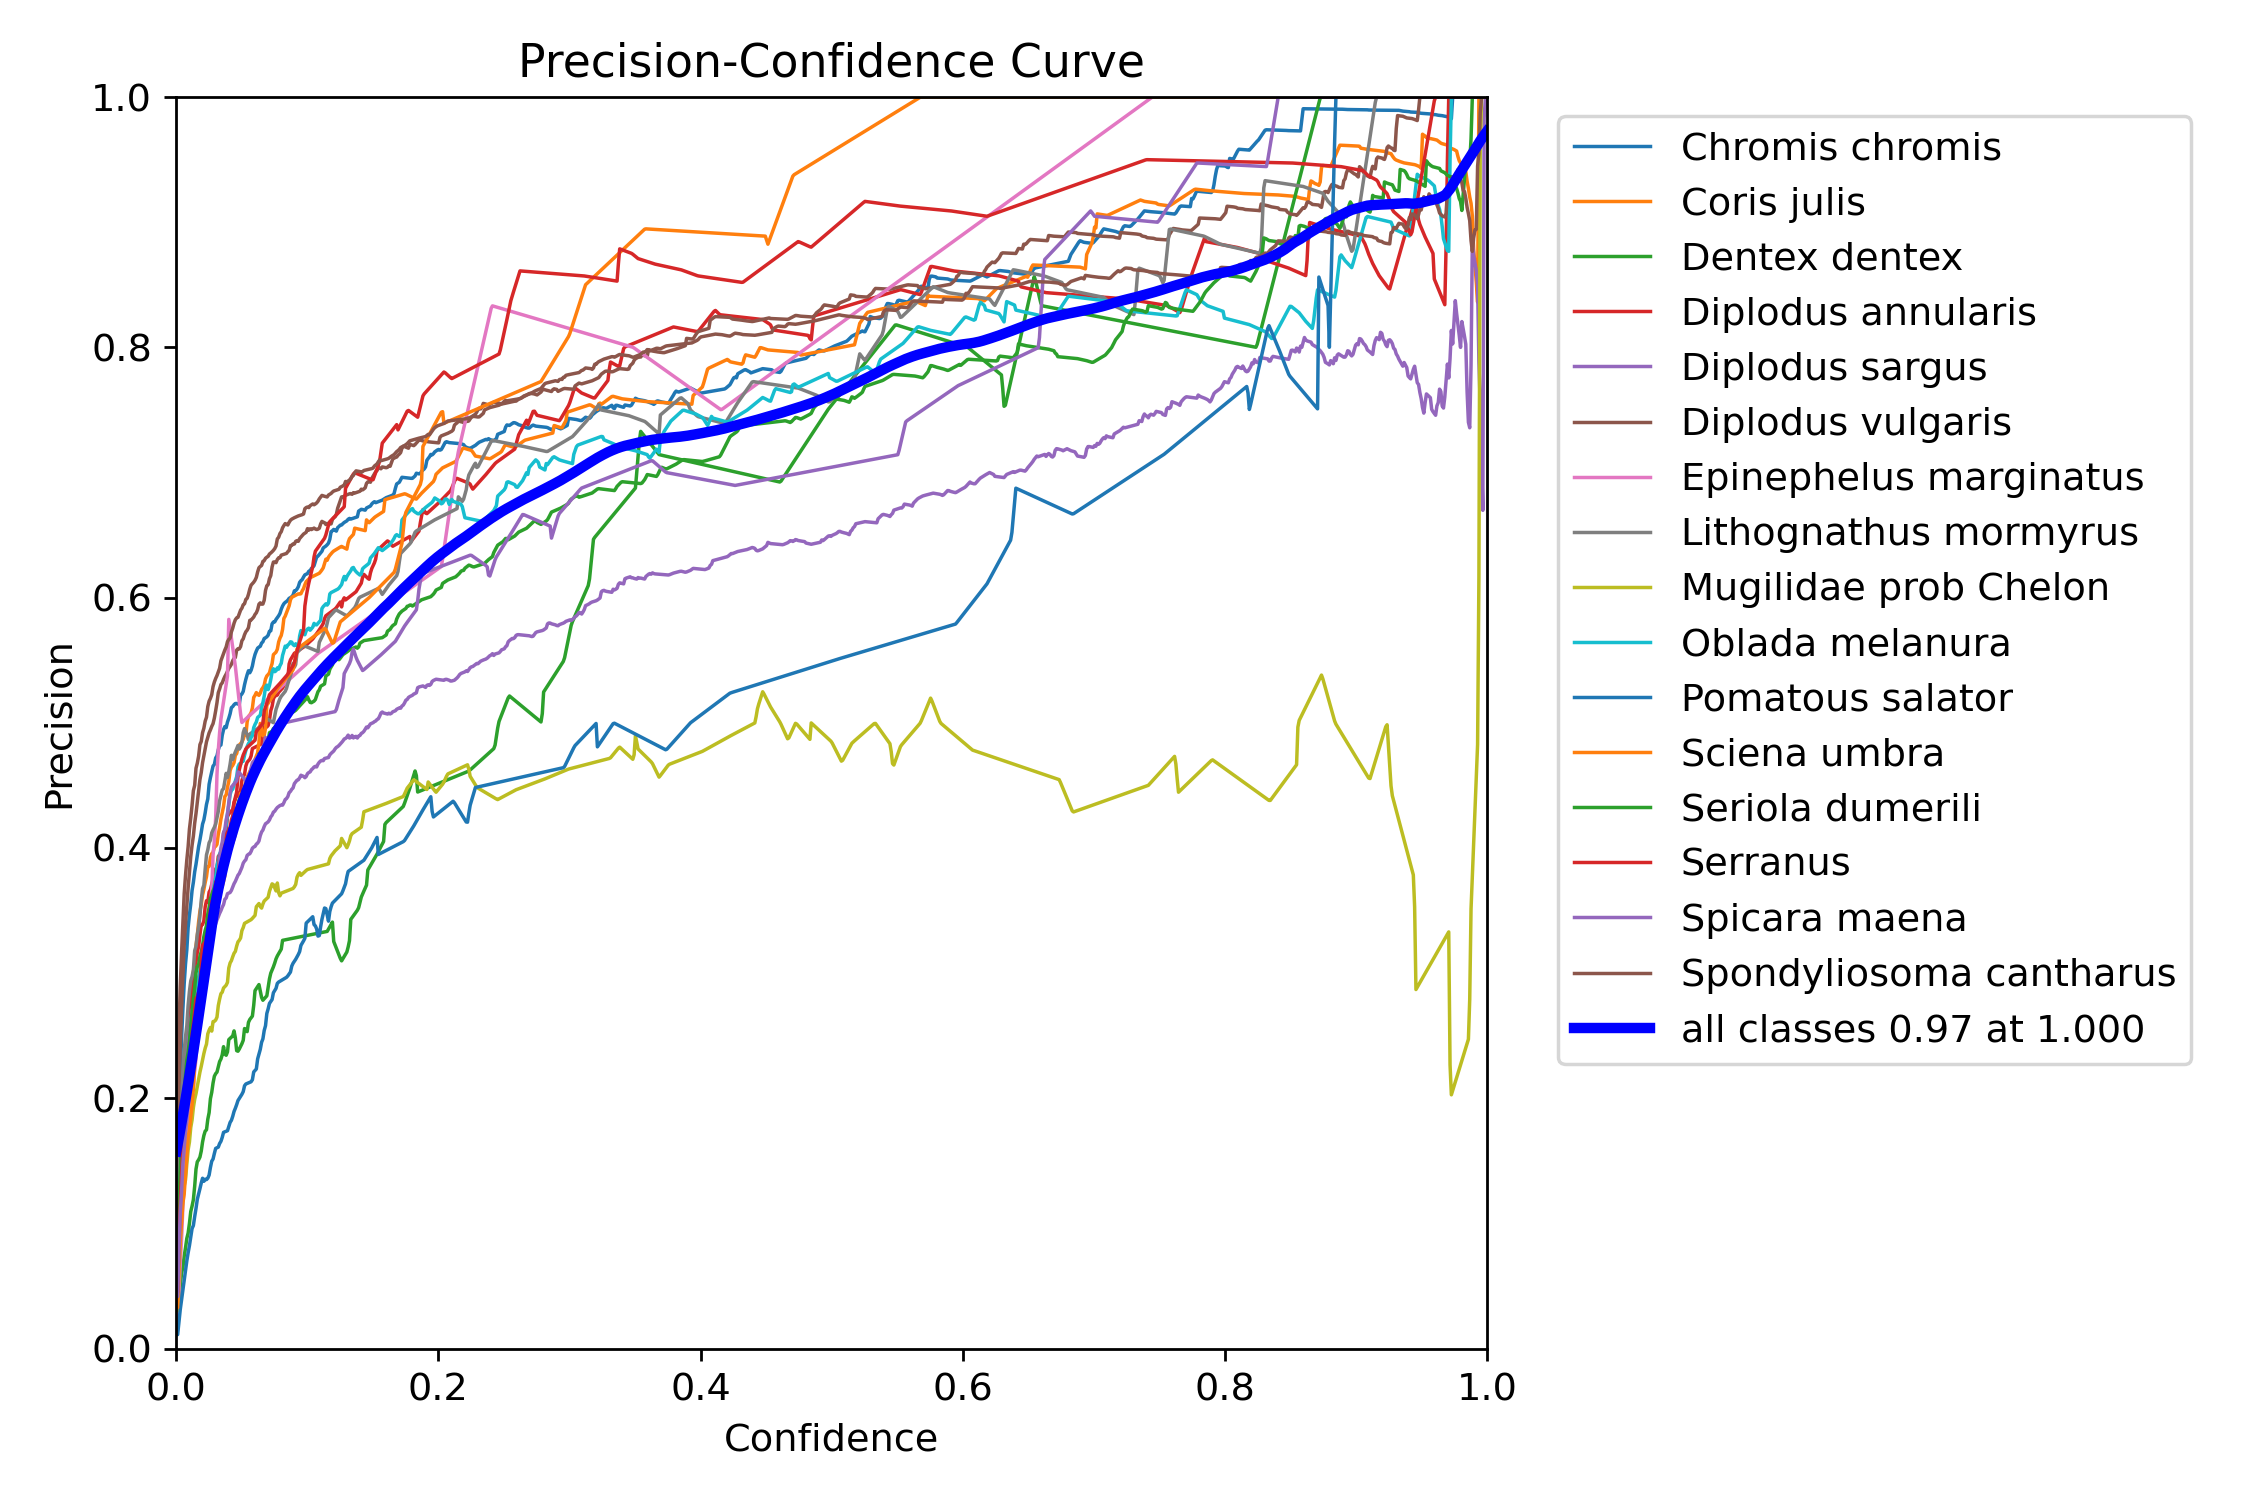 Precision-Confidence Curve
1.0
0.8
0.6
0.4
0.2
0.0
Precision
0.0 0.2 0.4 0.6 0.8 1.0
Confidence
Chromis chromis
Coris julis
Dentex dentex
Diplodus annularis
Diplodus sargus
Diplodus vulgaris
Epinephelus marginatus
Lithognathus mormyrus
Mugilidae prob Chelon
Oblada melanura
Pomatous salator
Sciena umbra
Seriola dumerili
Serranus
Spicara maena
Spondyliosoma cantharus
all classes 0.97 at 1.000